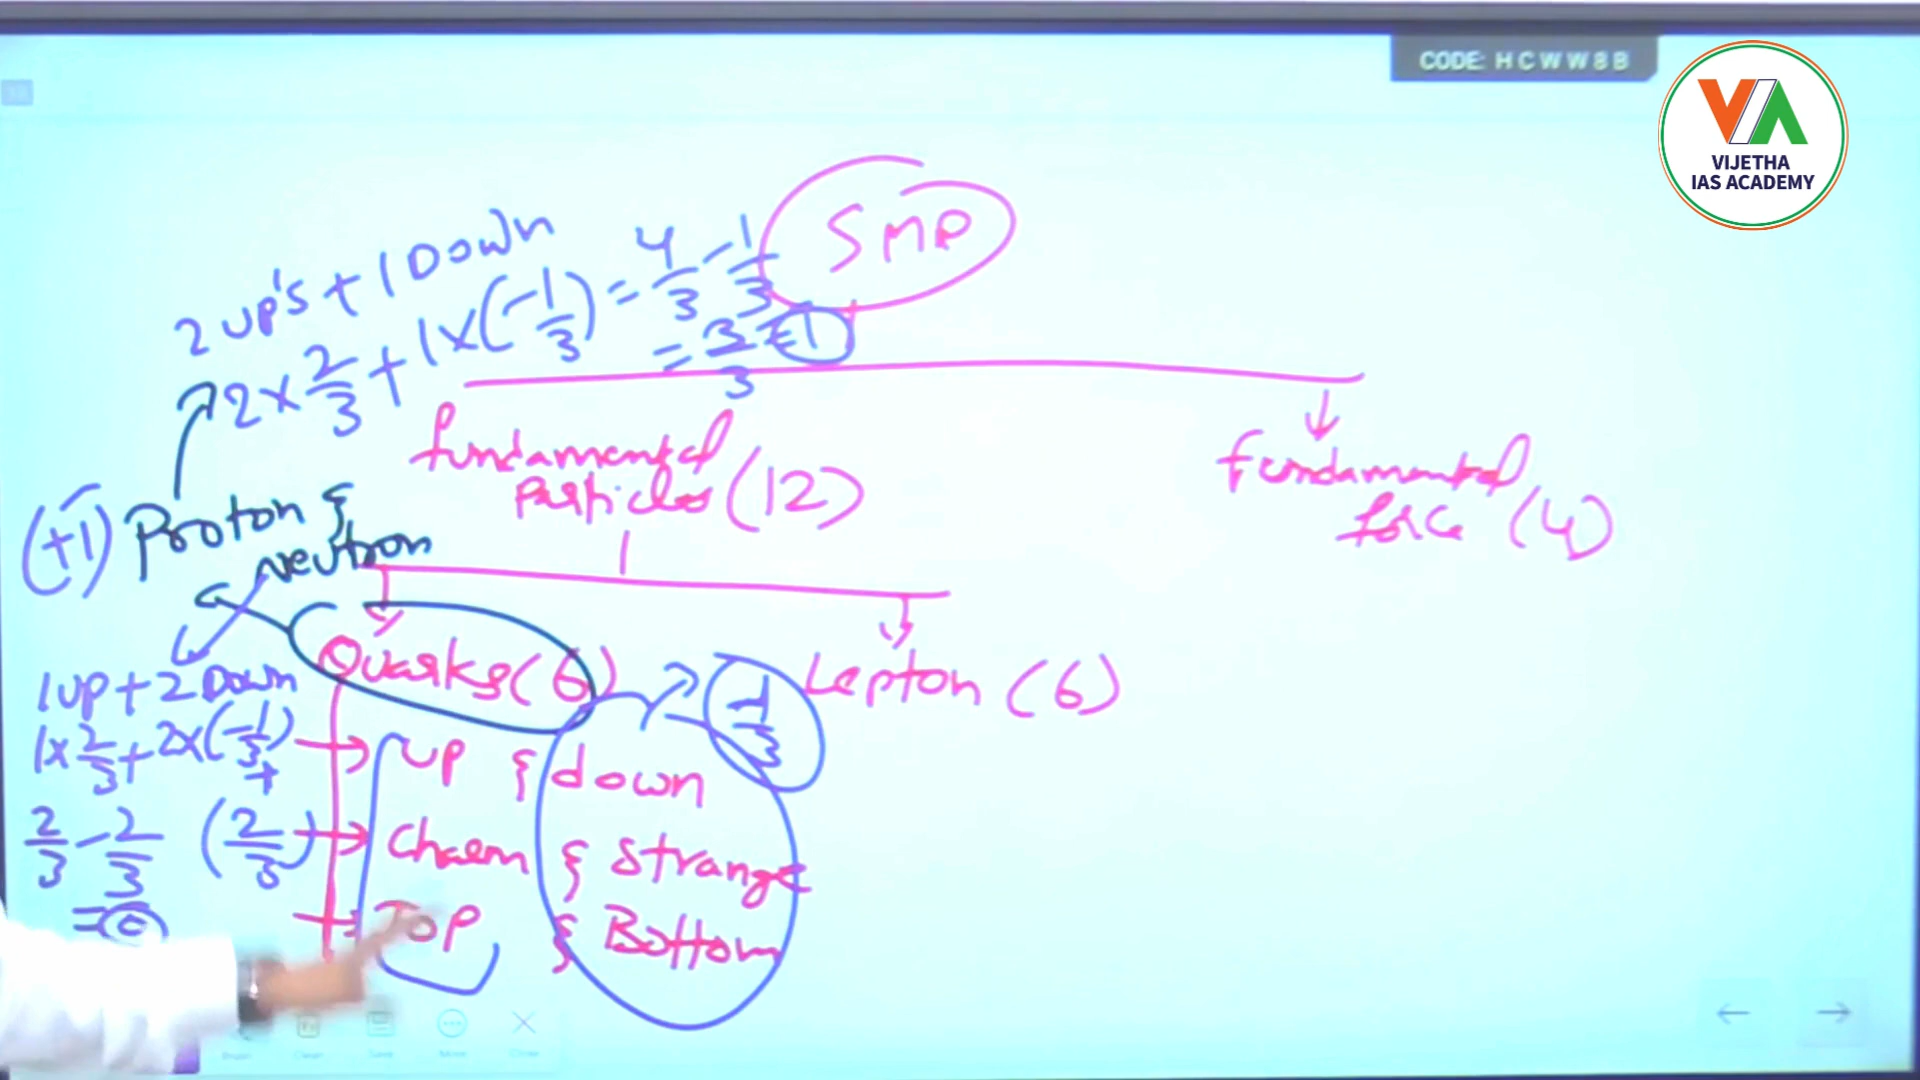 CODE: H C W W 8 B
VIJETHA
IAS ACADEMY
SMP
2 up's + 1 Down
2 x 2/3 + 1 x (-1/3) = 4/3 - 1/3
= 3/3 = 1
fundamental
Particles (12)
Fundamental
force (4)
(+1) Proton &
Neutron
Quarks (6)
-1/3
Lepton (6)
1 up + 2 Down
1 x 2/3 + 2 x (-1/3)
up & down
2/3 - 2/3
(+2/3)
Charm & Strange
= 0
Top & Bottom